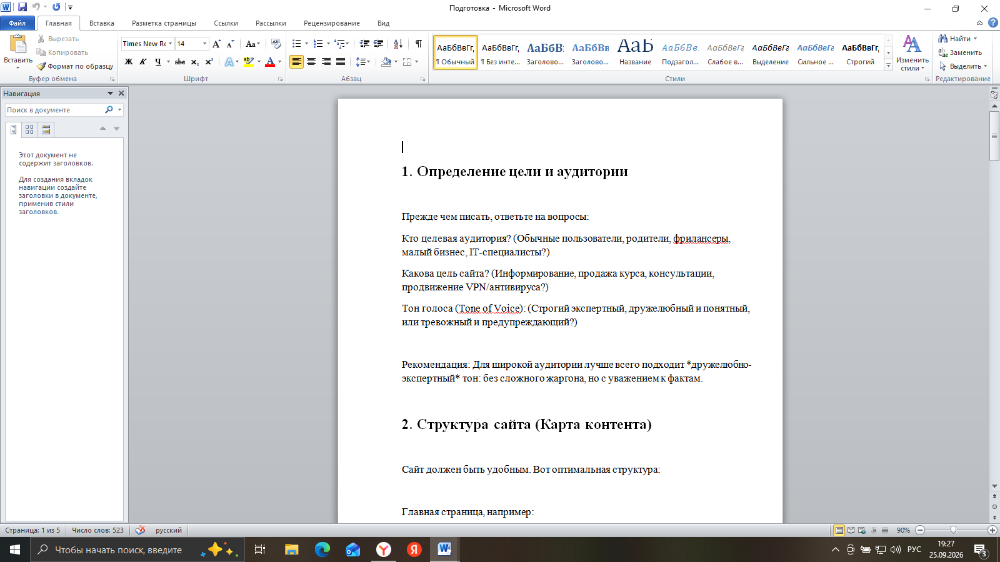 Подготовка - Microsoft Word
Файл Главная Вставка Разметка страницы Ссылки Рассылки Рецензирование Вид
Вставить
Вырезать
Копировать
Формат по образцу
Буфер обмена
Times New Rо 14
Шрифт
Абзац
АаБбВвГг, АаБбВвГг, АаБбВ: АаБбВв АаБ АаБбВв. АаБбВвГг АаБбВвГг АаБбВвГг АаБбВвГг,
¶ Обычный ¶ Без инте... Заголово... Заголово... Название Подзагол... Слабое в... Выделение Сильное ... Строгий
Стили
Изменить стили
Найти
Заменить
Выделить
Редактирование
Навигация
Поиск в документе
Этот документ не
содержит заголовков.
Для создания вкладок
навигации создайте
заголовки в документе,
применив стили
заголовков.
1. Определение цели и аудитории
Прежде чем писать, ответьте на вопросы:
Кто целевая аудитория? (Обычные пользователи, родители, фрилансеры,
малый бизнес, IT-специалисты?)
Какова цель сайта? (Информирование, продажа курса, консультации,
продвижение VPN/антивируса?)
Тон голоса (Tone of Voice): (Строгий экспертный, дружелюбный и понятный,
или тревожный и предупреждающий?)
Рекомендация: Для широкой аудитории лучше всего подходит *дружелюбно-
экспертный* тон: без сложного жаргона, но с уважением к фактам.
2. Структура сайта (Карта контента)
Сайт должен быть удобным. Вот оптимальная структура:
Главная страница, например:
Страница: 1 из 5 Число слов: 523 русский 90%
Чтобы начать поиск, введите
РУС
19:27
25.09.2026
3